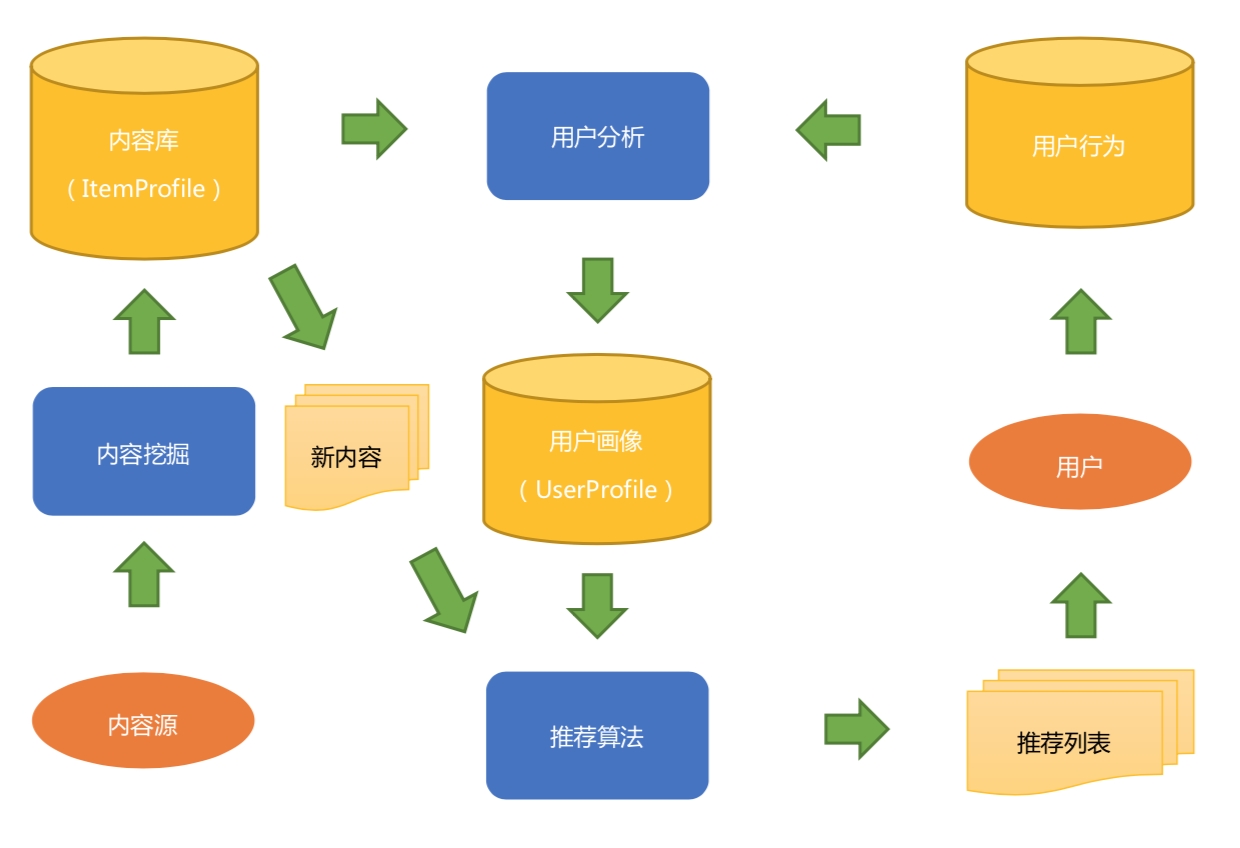 内容库
（ItemProfile）
用户分析
用户行为
内容挖掘
新内容
用户画像
（UserProfile）
用户
内容源
推荐算法
推荐列表